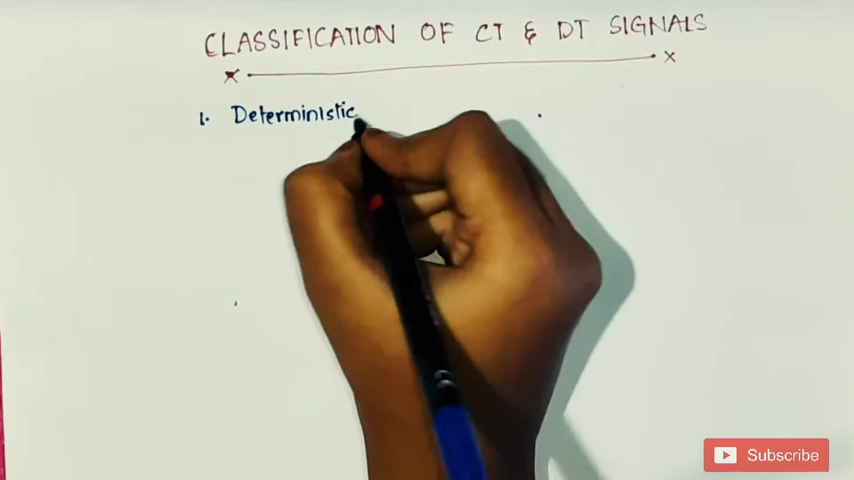 CLASSIFICATION OF CT & DT SIGNALS
1. Deterministic
Subscribe